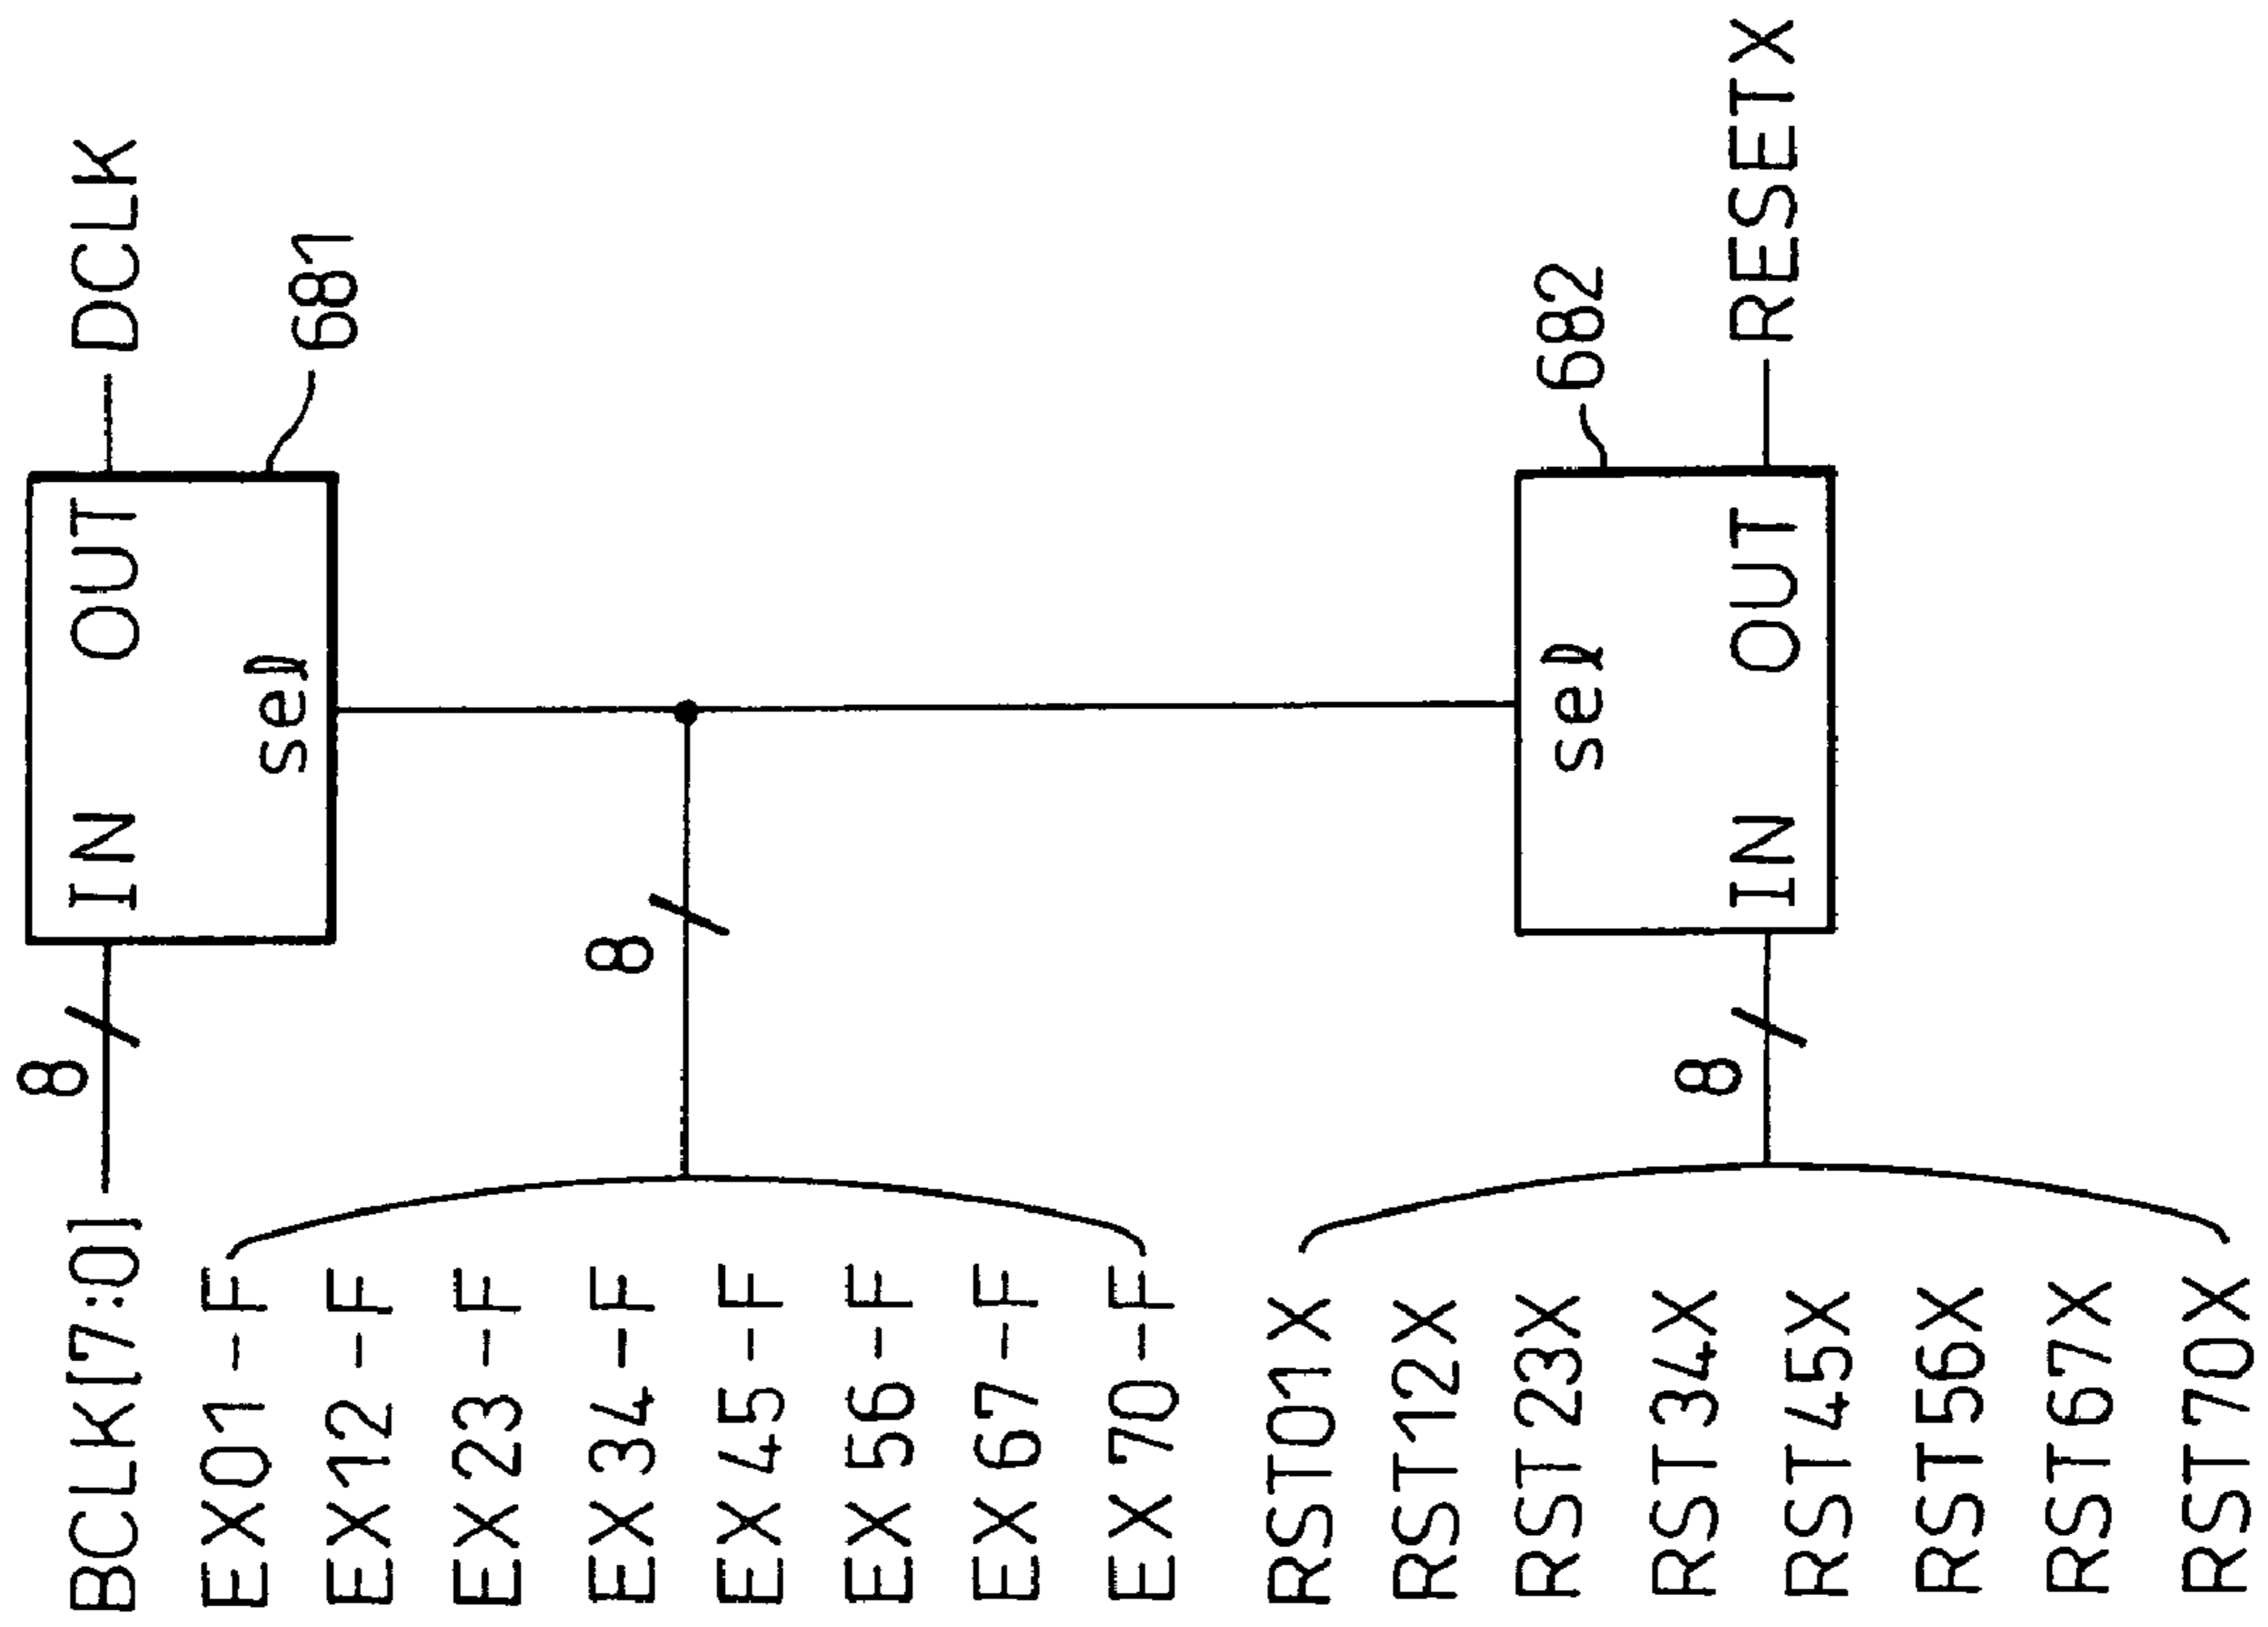 BCLK[7:0]
8
IN
OUT
sel
DCLK
681
EX01-F
EX12-F
EX23-F
EX34-F
EX45-F
EX56-F
EX67-F
EX70-F
8
RST01X
RST12X
RST23X
RST34X
RST45X
RST56X
RST67X
RST70X
8
sel
IN
OUT
682
RESETX